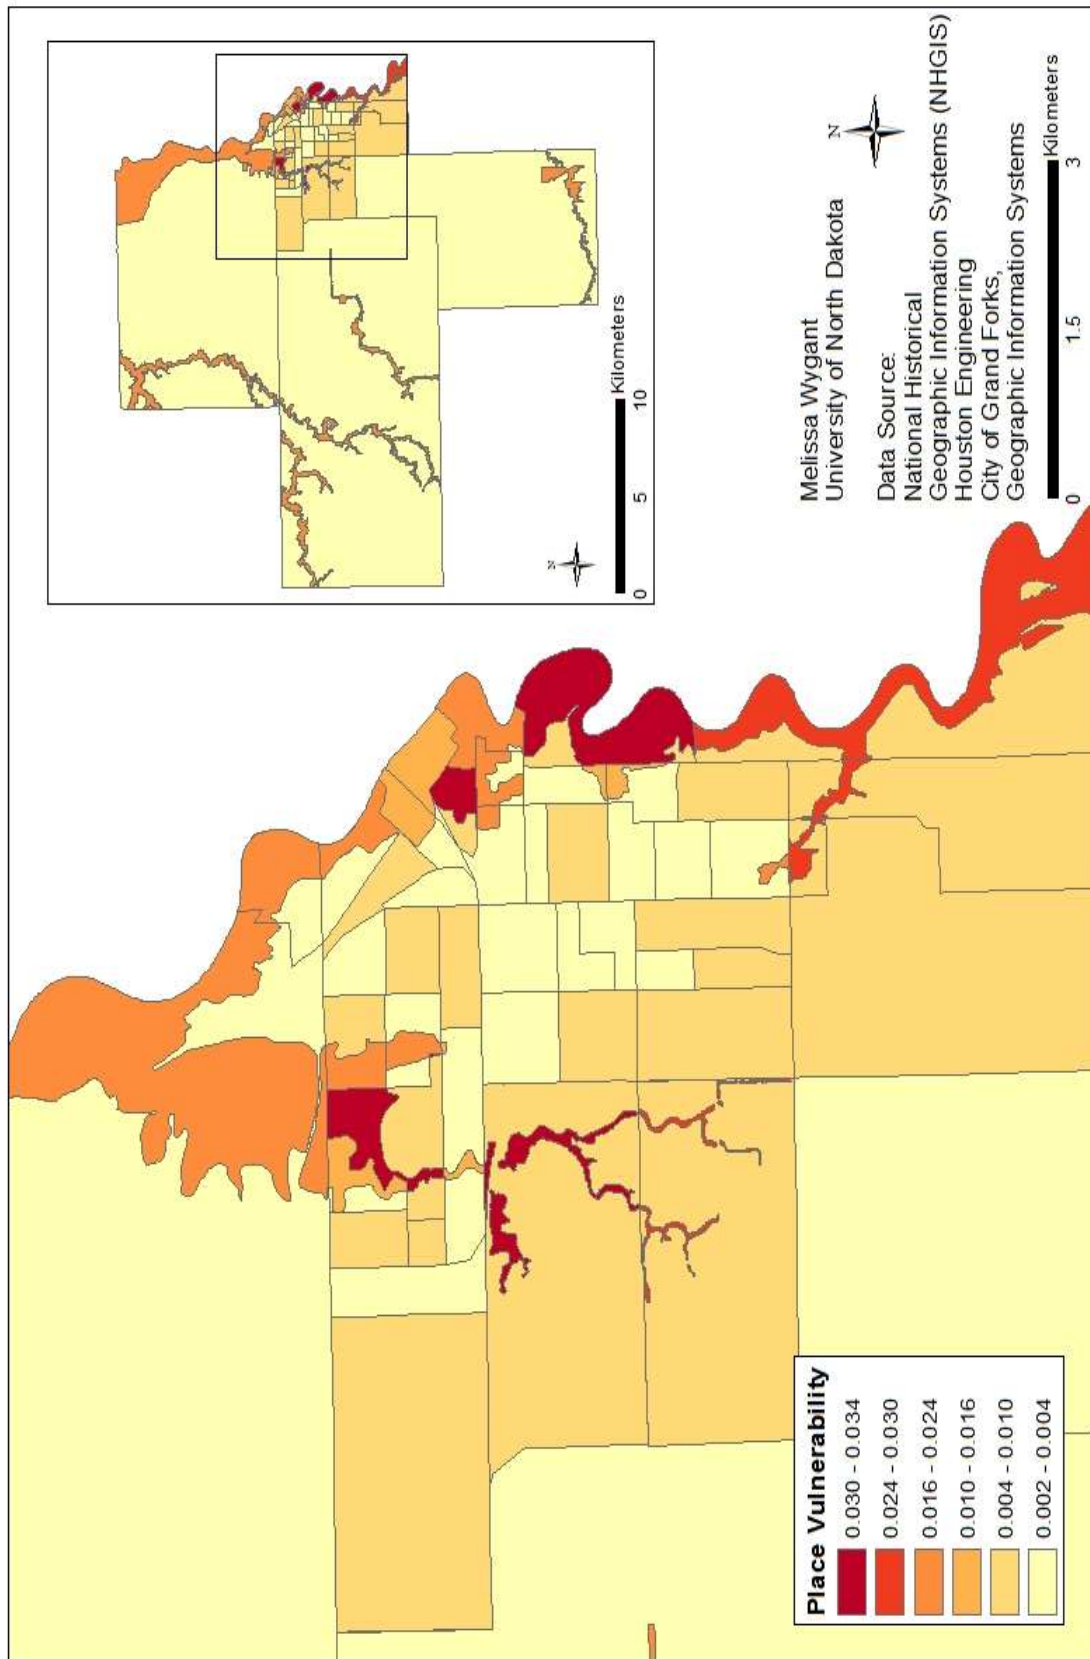 N
0 5 10 Kilometers
Melissa Wygant
University of North Dakota
N
Data Source:
National Historical
Geographic Information Systems (NHGIS)
Houston Engineering
City of Grand Forks,
Geographic Information Systems
0 1.5 3 Kilometers
Place Vulnerability
0.030 - 0.034
0.024 - 0.030
0.016 - 0.024
0.010 - 0.016
0.004 - 0.010
0.002 - 0.004